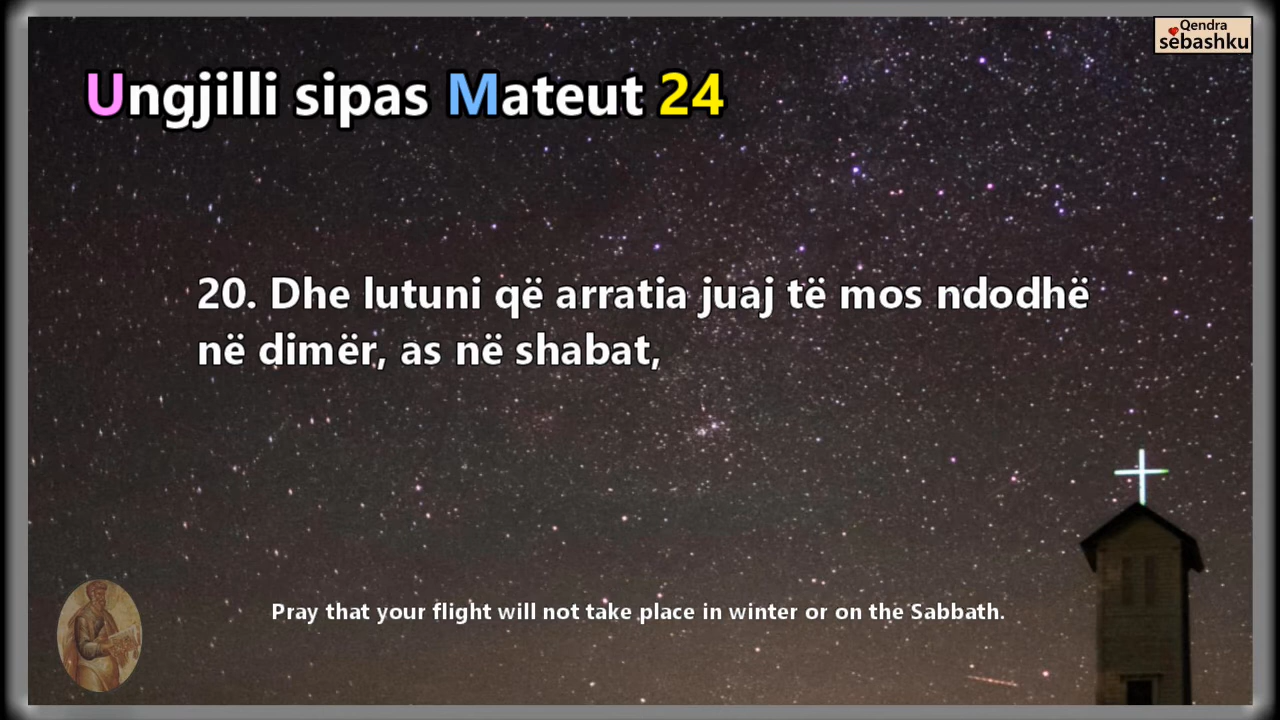 Qendra
sebashku
Ungjilli sipas Mateut 24
20. Dhe lutuni që arratia juaj të mos ndodhë
në dimër, as në shabat,
Pray that your flight will not take place in winter or on the Sabbath.